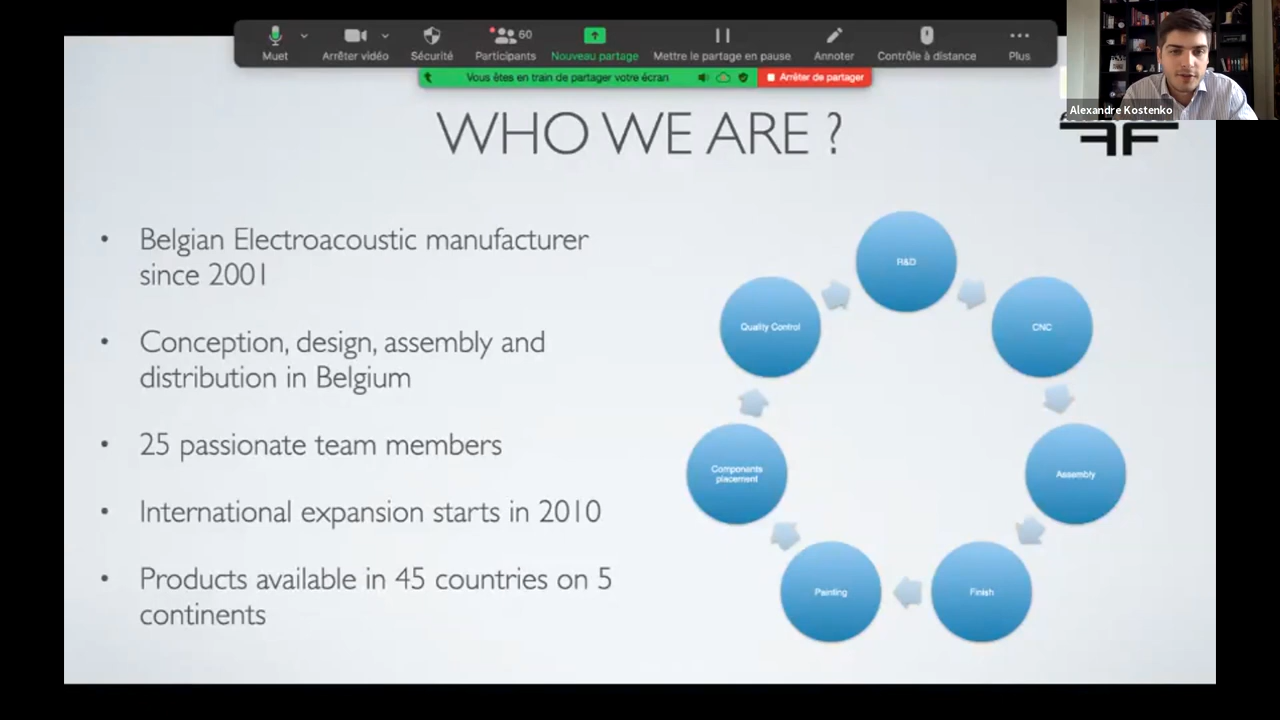 Muet
Arrêter vidéo
Sécurité
60
Participants
Nouveau partage
Mettre le partage en pause
Annoter
Contrôle à distance
Plus
Vous êtes en train de partager votre écran
Arrêter de partager
Alexandre Kostenko
WHO WE ARE ?
• Belgian Electroacoustic manufacturer
since 2001
• Conception, design, assembly and
distribution in Belgium
• 25 passionate team members
• International expansion starts in 2010
• Products available in 45 countries on 5
continents
R&D
CNC
Assembly
Finish
Painting
Components
placement
Quality Control